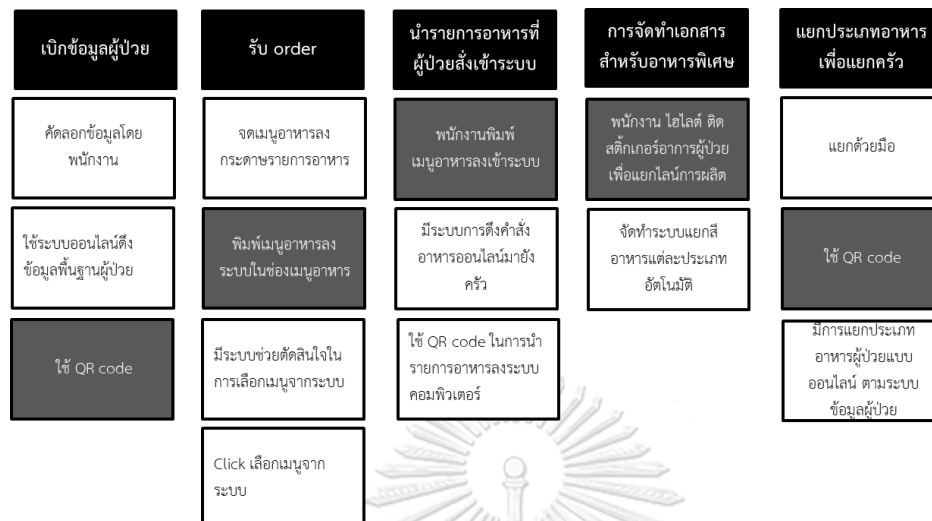 เบิกข้อมูลผู้ป่วย
รับ order
นำรายการอาหารที่
ผู้ป่วยสั่งเข้าระบบ
การจัดทำเอกสาร
สำหรับอาหารพิเศษ
แยกประเภทอาหาร
เพื่อแยกครัว
คัดลอกข้อมูลโดย
พนักงาน
จดเมนูอาหารลง
กระดาษรายการอาหาร
พนักงานพิมพ์
เมนูอาหารลงเข้าระบบ
พนักงาน ไฮไลต์ ติด
สติ้กเกอร์อาการผู้ป่วย
เพื่อแยกไลน์การผลิต
แยกด้วยมือ
ใช้ระบบออนไลน์ดึง
ข้อมูลพื้นฐานผู้ป่วย
พิมพ์เมนูอาหารลง
ระบบในช่องเมนูอาหาร
มีระบบการดึงคำสั่ง
อาหารออนไลน์มายัง
ครัว
จัดทำระบบแยกสี
อาหารแต่ละประเภท
อัตโนมัติ
ใช้ QR code
ใช้ QR code
มีระบบช่วยตัดสินใจใน
การเลือกเมนูจากระบบ
ใช้ QR code ในการนำ
รายการอาหารลงระบบ
คอมพิวเตอร์
มีการแยกประเภท
อาหารผู้ป่วยแบบ
ออนไลน์ ตามระบบ
ข้อมูลผู้ป่วย
Click เลือกเมนูจาก
ระบบ